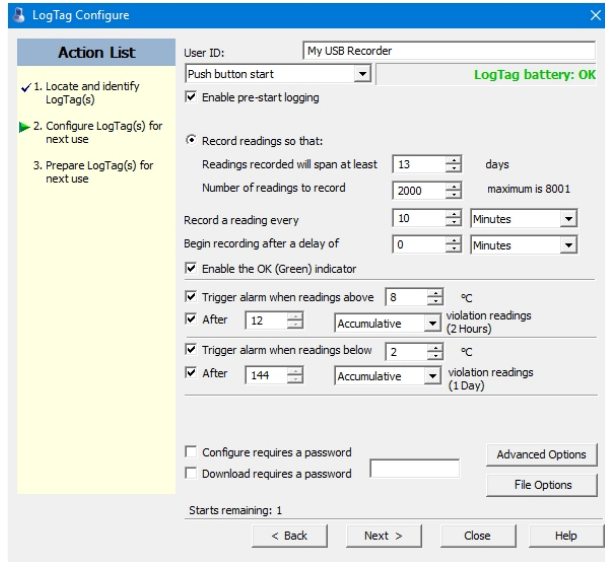 LogTag Configure
Action List
1. Locate and identify
LogTag(s)
2. Configure LogTag(s) for
next use
3. Prepare LogTag(s) for
next use
User ID: My USB Recorder
Push button start LogTag battery: OK
Enable pre-start logging
Record readings so that:
Readings recorded will span at least 13 days
Number of readings to record 2000 maximum is 8001
Record a reading every 10 Minutes
Begin recording after a delay of 0 Minutes
Enable the OK (Green) indicator
Trigger alarm when readings above 8 ºC
After 12 Accumulative violation readings
(2 Hours)
Trigger alarm when readings below 2 ºC
After 144 Accumulative violation readings
(1 Day)
Configure requires a password
Download requires a password
Advanced Options
File Options
Starts remaining: 1
< Back Next > Close Help